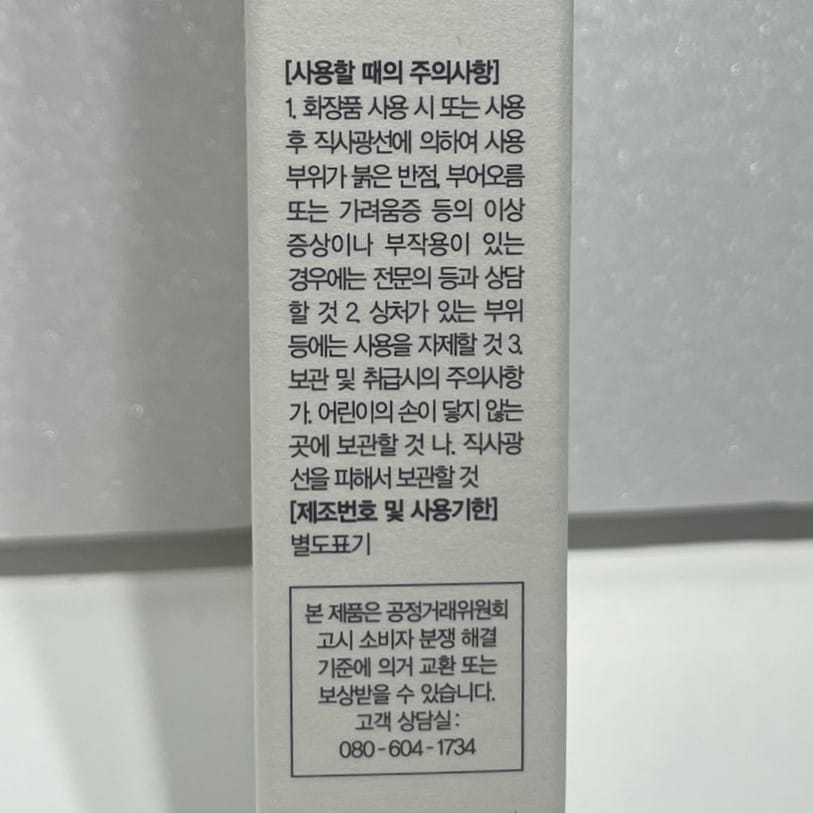 [사용할 때의 주의사항]
1. 화장품 사용 시 또는 사용
후 직사광선에 의하여 사용
부위가 붉은 반점, 부어오름
또는 가려움증 등의 이상
증상이나 부작용이 있는
경우에는 전문의 등과 상담
할 것 2. 상처가 있는 부위
등에는 사용을 자제할 것 3.
보관 및 취급시의 주의사항
가. 어린이의 손이 닿지 않는
곳에 보관할 것 나. 직사광
선을 피해서 보관할 것
[제조번호 및 사용기한]
별도표기
본 제품은 공정거래위원회
고시 소비자 분쟁 해결
기준에 의거 교환 또는
보상받을 수 있습니다.
고객 상담실 :
080-604-1734